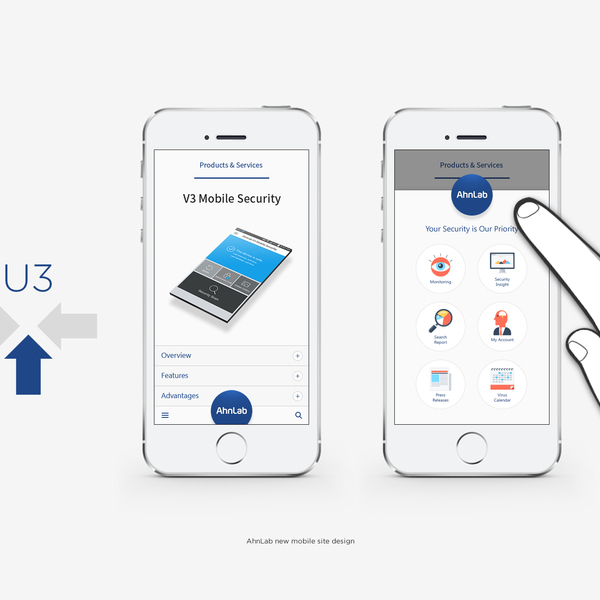 U3
Products & Services
V3 Mobile Security
Overview
Features
Advantages
AhnLab
Products & Services
AhnLab
Your Security is Our Priority
Monitoring
Security
Insight
Search
Report
My Account
Press
Releases
Virus
Calendar
AhnLab new mobile site design